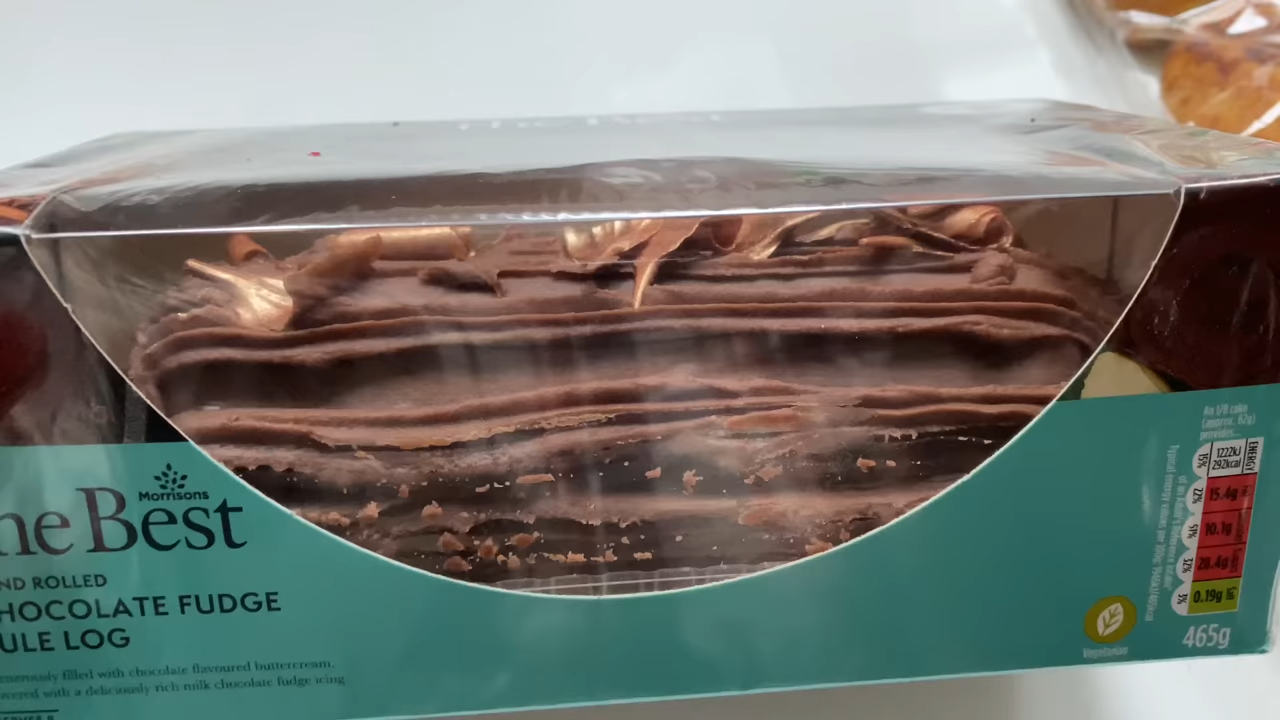 Morrisons
he Best
ND ROLLED
HOCOLATE FUDGE
ULE LOG
enerously filled with chocolate flavoured buttercream,
overed with a deliciously rich milk chocolate fudge icing
An 1/8 cake
(approx. 62g)
provides:
ENERGY
1222kJ
292kcal
15%
15.4g
22%
10.1g
51%
28.4g
32%
0.19g
3%
Vegetarian
465g